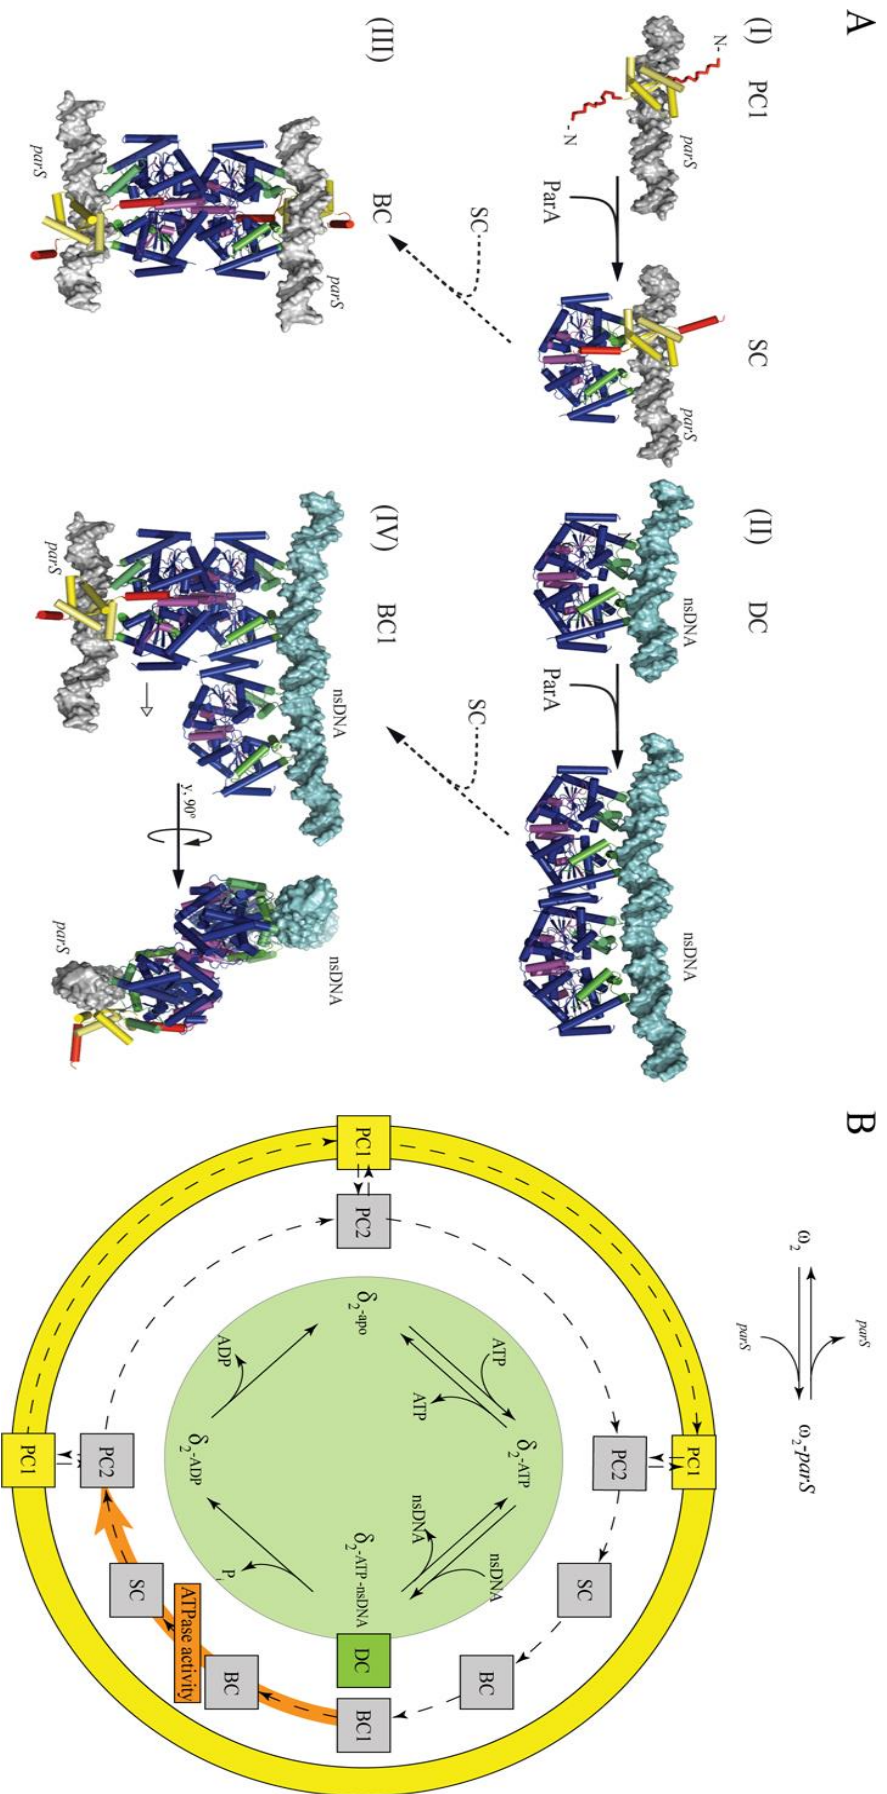 A
(I)
PC1
N-
- N
parS
ParA
SC
parS
(II)
DC
nsDNA
ParA
nsDNA
(III)
BC
SC
parS
parS
(IV)
BC1
SC
nsDNA
parS
y, 90º
nsDNA
parS
B
ω2
parS
parS
ω2-parS
PC1
PC2
PC1
PC2
SC
BC
BC1
DC
BC
ATPase activity
SC
PC2
PC1
δ2-apo
ATP
ATP
δ2-ATP
nsDNA
nsDNA
δ2-ATP-nsDNA
Pi
δ2-ADP
ADP